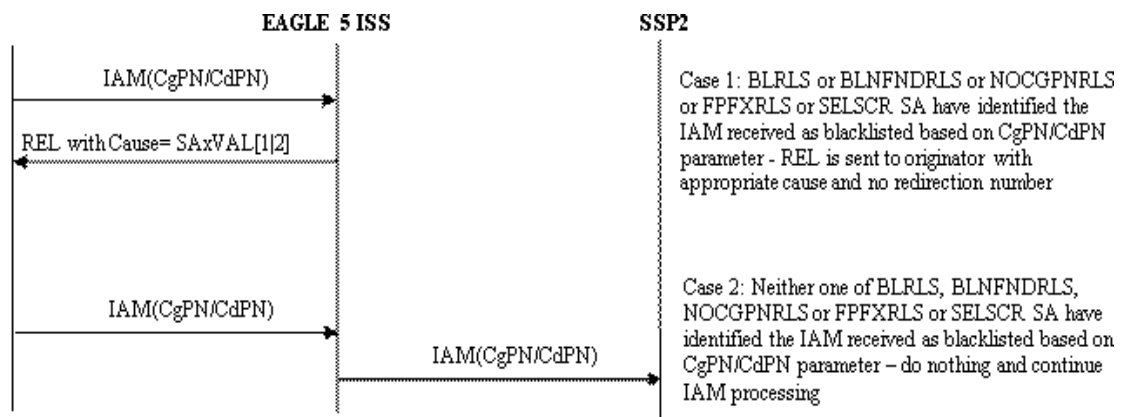 EAGLE 5 ISS
SSP2
IAM(CgPN/CdPN)
REL with Cause= SAxVAL[1|2]
Case 1: BLRLS or BLNFNDRLS or NOCGPNRLS
or FPFXRLS or SELSCR SA have identified the
IAM received as blacklisted based on CgPN/CdPN
parameter - REL is sent to originator with
appropriate cause and no redirection number
IAM(CgPN/CdPN)
IAM(CgPN/CdPN)
Case 2: Neither one of BLRLS, BLNFNDRLS,
NOCGPNRLS or FPFXRLS or SELSCR SA have
identified the IAM received as blacklisted based on
CgPN/CdPN parameter – do nothing and continue
IAM processing